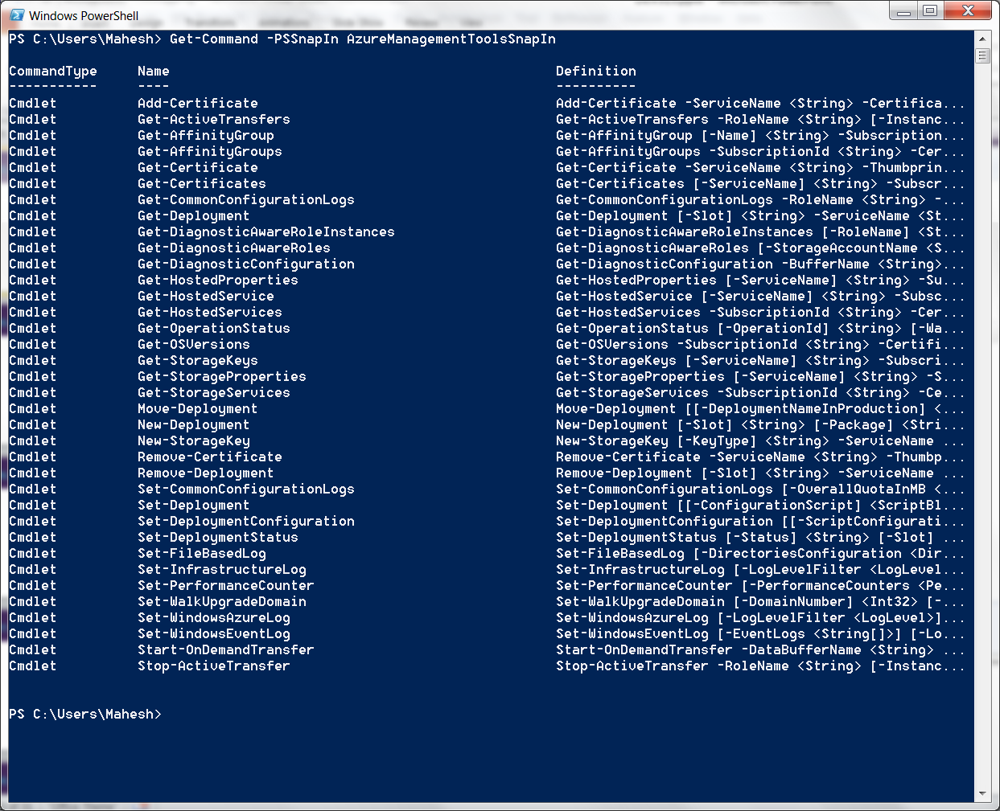 Windows PowerShell
PS C:\Users\Mahesh> Get-Command -PSSnapIn AzureManagementToolsSnapIn
CommandType Name Definition
----------- ---- ----------
Cmdlet Add-Certificate Add-Certificate -ServiceName <String> -Certifica...
Cmdlet Get-ActiveTransfers Get-ActiveTransfers -RoleName <String> [-Instanc...
Cmdlet Get-AffinityGroup Get-AffinityGroup [-Name] <String> -Subscription...
Cmdlet Get-AffinityGroups Get-AffinityGroups -SubscriptionId <String> -Cer...
Cmdlet Get-Certificate Get-Certificate -ServiceName <String> -Thumbprin...
Cmdlet Get-Certificates Get-Certificates [-ServiceName] <String> -Subscr...
Cmdlet Get-CommonConfigurationLogs Get-CommonConfigurationLogs -RoleName <String> -...
Cmdlet Get-Deployment Get-Deployment [-Slot] <String> -ServiceName <St...
Cmdlet Get-DiagnosticAwareRoleInstances Get-DiagnosticAwareRoleInstances [-RoleName] <St...
Cmdlet Get-DiagnosticAwareRoles Get-DiagnosticAwareRoles [-StorageAccountName <S...
Cmdlet Get-DiagnosticConfiguration Get-DiagnosticConfiguration -BufferName <String>...
Cmdlet Get-HostedProperties Get-HostedProperties [-ServiceName] <String> -Su...
Cmdlet Get-HostedService Get-HostedService [-ServiceName] <String> -Subsc...
Cmdlet Get-HostedServices Get-HostedServices -SubscriptionId <String> -Cer...
Cmdlet Get-OperationStatus Get-OperationStatus [-OperationId] <String> [-Wa...
Cmdlet Get-OSVersions Get-OSVersions -SubscriptionId <String> -Certifi...
Cmdlet Get-StorageKeys Get-StorageKeys [-ServiceName] <String> -Subscri...
Cmdlet Get-StorageProperties Get-StorageProperties [-ServiceName] <String> -S...
Cmdlet Get-StorageServices Get-StorageServices -SubscriptionId <String> -Ce...
Cmdlet Move-Deployment Move-Deployment [[-DeploymentNameInProduction] <...
Cmdlet New-Deployment New-Deployment [-Slot] <String> [-Package] <Stri...
Cmdlet New-StorageKey New-StorageKey [-KeyType] <String> -ServiceName ...
Cmdlet Remove-Certificate Remove-Certificate -ServiceName <String> -Thumbp...
Cmdlet Remove-Deployment Remove-Deployment [-Slot] <String> -ServiceName ...
Cmdlet Set-CommonConfigurationLogs Set-CommonConfigurationLogs [-OverallQuotaInMB <...
Cmdlet Set-Deployment Set-Deployment [[-ConfigurationScript] <ScriptBl...
Cmdlet Set-DeploymentConfiguration Set-DeploymentConfiguration [[-ScriptConfigurati...
Cmdlet Set-DeploymentStatus Set-DeploymentStatus [-Status] <String> [-Slot] ...
Cmdlet Set-FileBasedLog Set-FileBasedLog [-DirectoriesConfiguration <Dir...
Cmdlet Set-InfrastructureLog Set-InfrastructureLog [-LogLevelFilter <LogLevel...
Cmdlet Set-PerformanceCounter Set-PerformanceCounter [-PerformanceCounters <Pe...
Cmdlet Set-WalkUpgradeDomain Set-WalkUpgradeDomain [-DomainNumber] <Int32> [-...
Cmdlet Set-WindowsAzureLog Set-WindowsAzureLog [-LogLevelFilter <LogLevel>]...
Cmdlet Set-WindowsEventLog Set-WindowsEventLog [-EventLogs <String[]>] [-Lo...
Cmdlet Start-OnDemandTransfer Start-OnDemandTransfer -DataBufferName <String> ...
Cmdlet Stop-ActiveTransfer Stop-ActiveTransfer -RoleName <String> [-Instanc...
PS C:\Users\Mahesh>